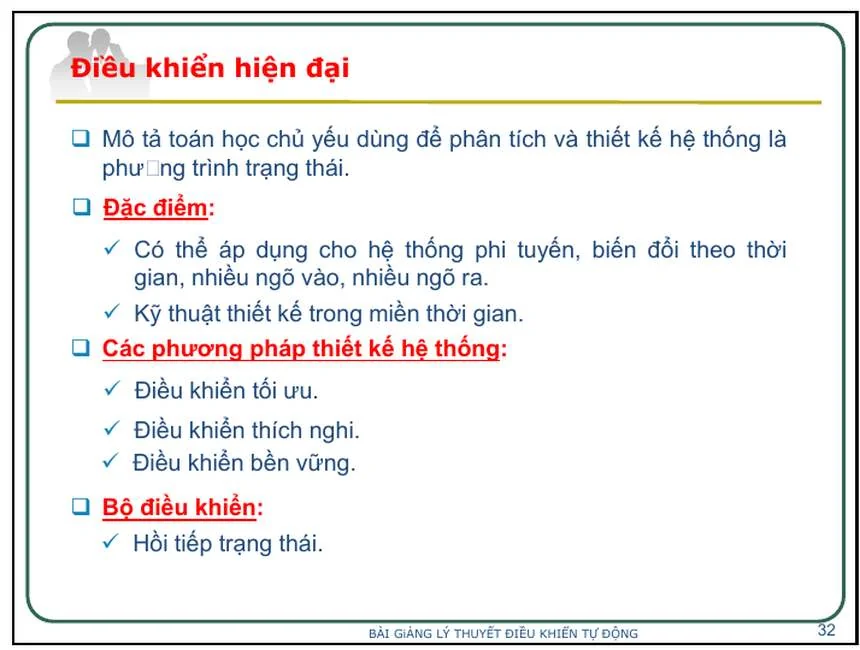 Điều khiển hiện đại
Mô tả toán học chủ yếu dùng để phân tích và thiết kế hệ thống là
phư□ng trình trạng thái.
Đặc điểm:
Có thể áp dụng cho hệ thống phi tuyến, biến đổi theo thời
gian, nhiều ngõ vào, nhiều ngõ ra.
Kỹ thuật thiết kế trong miền thời gian.
Các phương pháp thiết kế hệ thống:
Điều khiển tối ưu.
Điều khiển thích nghi.
Điều khiển bền vững.
Bộ điều khiển:
Hồi tiếp trạng thái.
BÀI GiẢNG LÝ THUYẾT ĐIỀU KHIỂN TỰ ĐỘNG
32